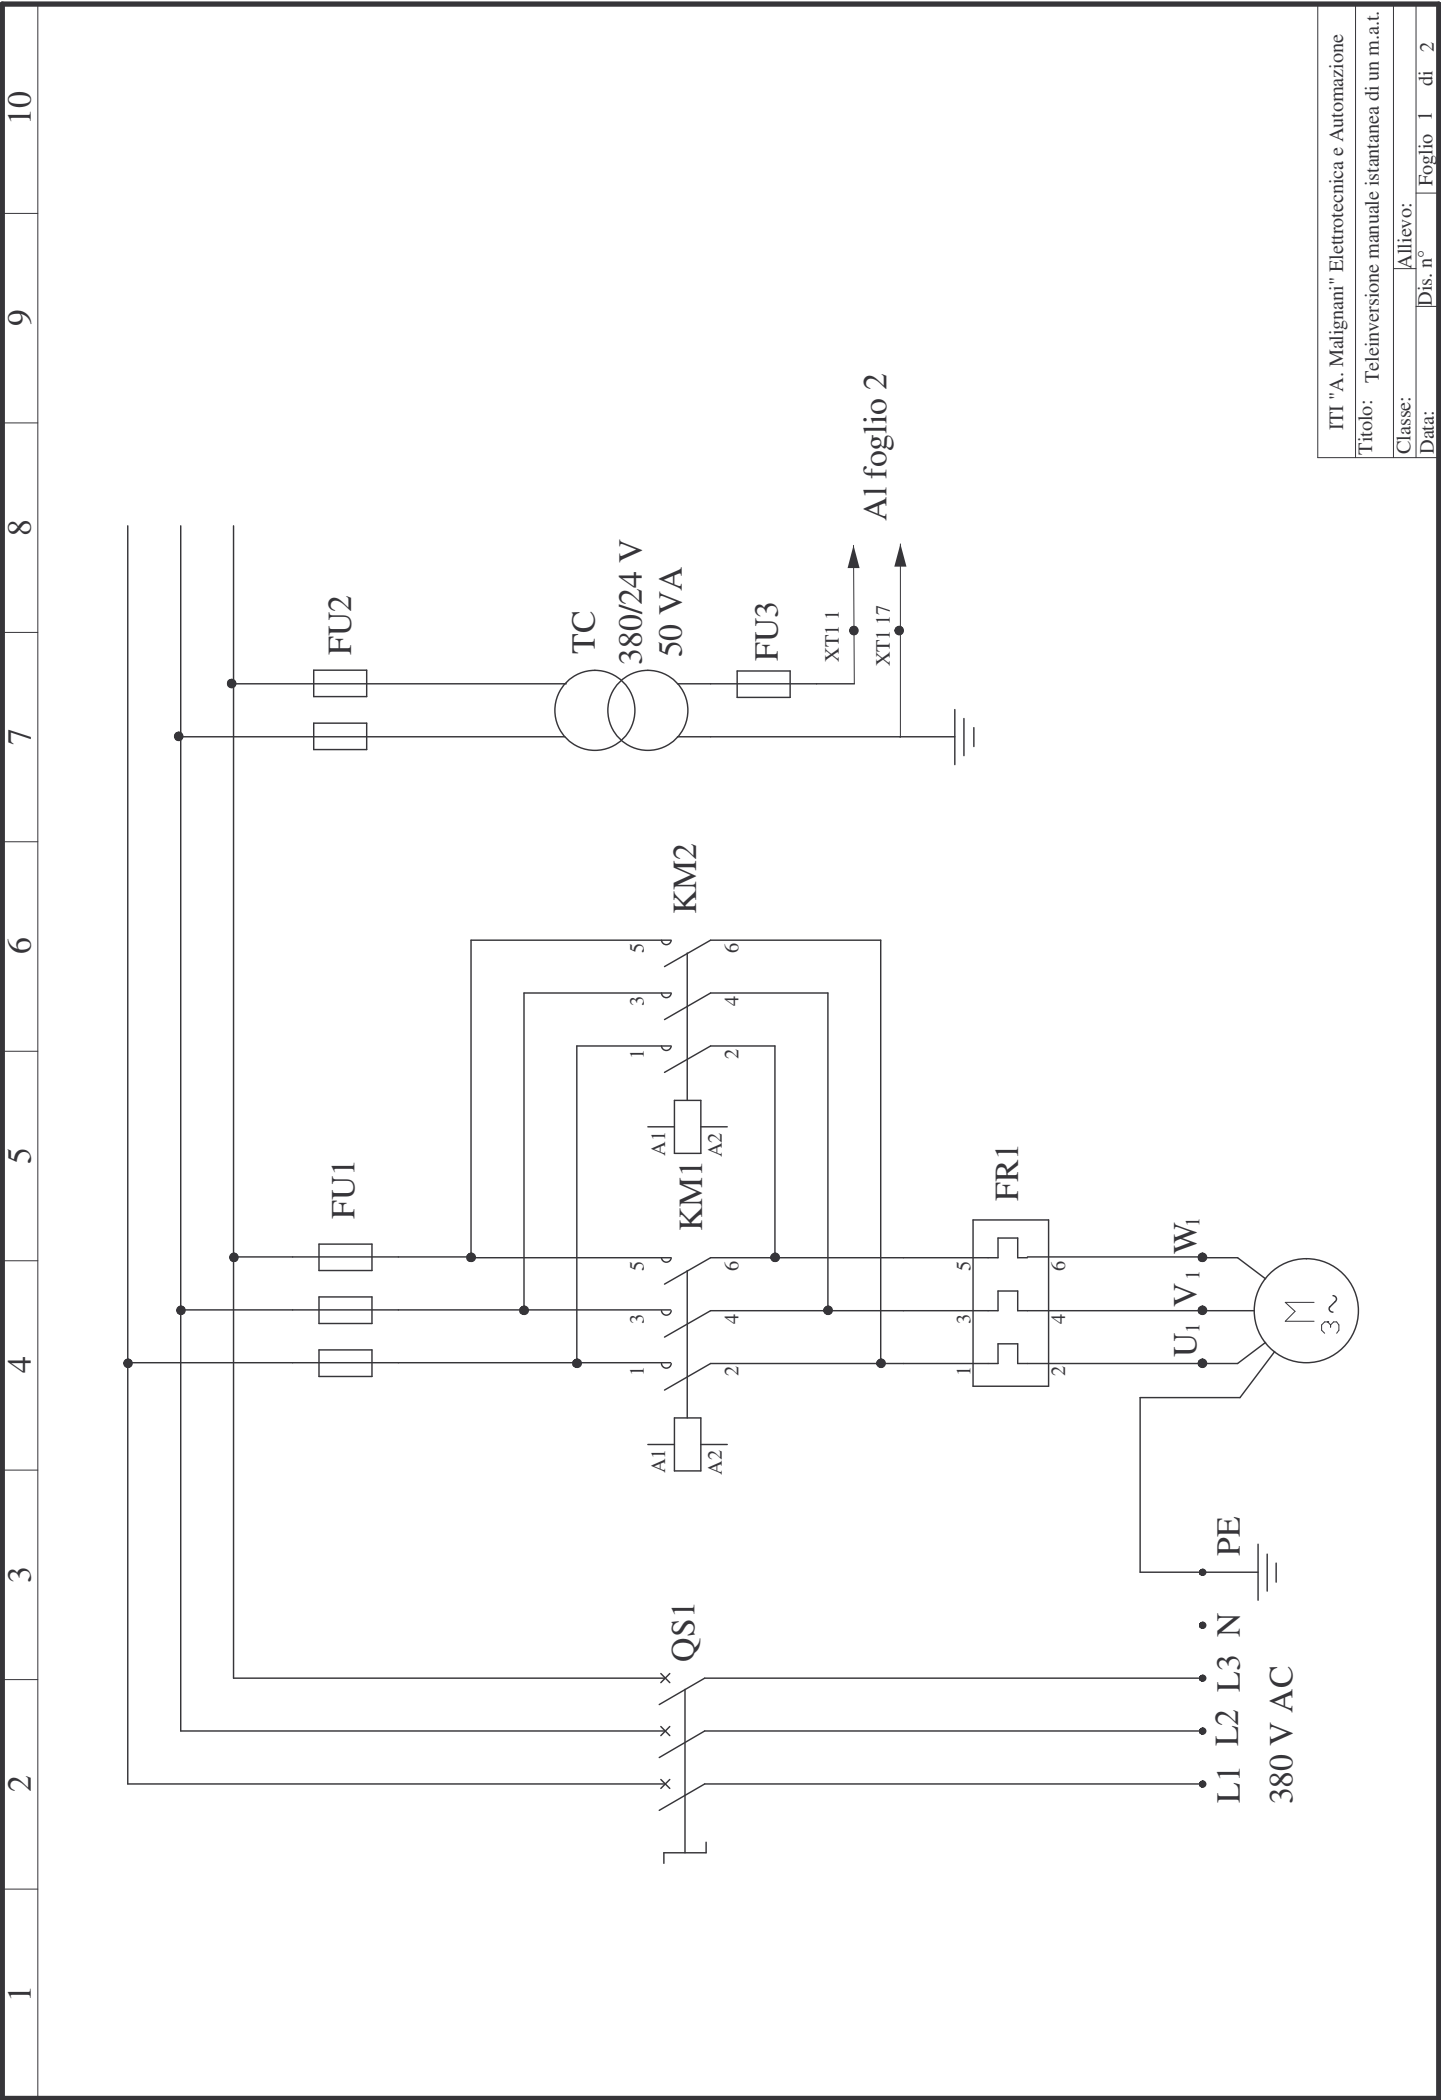 1 2 3 4 5 6 7 8 9 10
FU1
FU2
TC
380/24 V
50 VA
FU3
XT1 1
XT1 17
Al foglio 2
QS1
A1
A2
1 3 5
KM1
2 4 6
A1
A2
1 3 5
KM2
2 4 6
1 3 5
FR1
2 4 6
U1 V1 W1
M
3~
L1 L2 L3 N PE
380 V AC
ITI "A. Malignani" Elettrotecnica e Automazione
Titolo: Teleinversione manuale istantanea di un m.a.t.
Classe: Allievo:
Data: Dis. n° Foglio 1 di 2